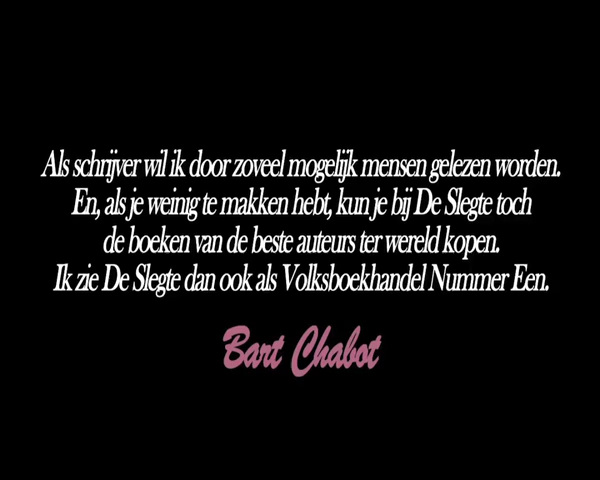 Als schrijver wil ik door zoveel mogelijk mensen gelezen worden.
En, als je weinig te makken hebt, kun je bij De Slegte toch
de boeken van de beste auteurs ter wereld kopen.
Ik zie De Slegte dan ook als Volksboekhandel Nummer Een.
Bart Chabot